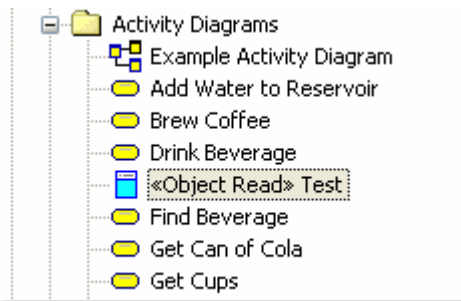 Activity Diagrams
Example Activity Diagram
Add Water to Reservoir
Brew Coffee
Drink Beverage
«Object Read» Test
Find Beverage
Get Can of Cola
Get Cups